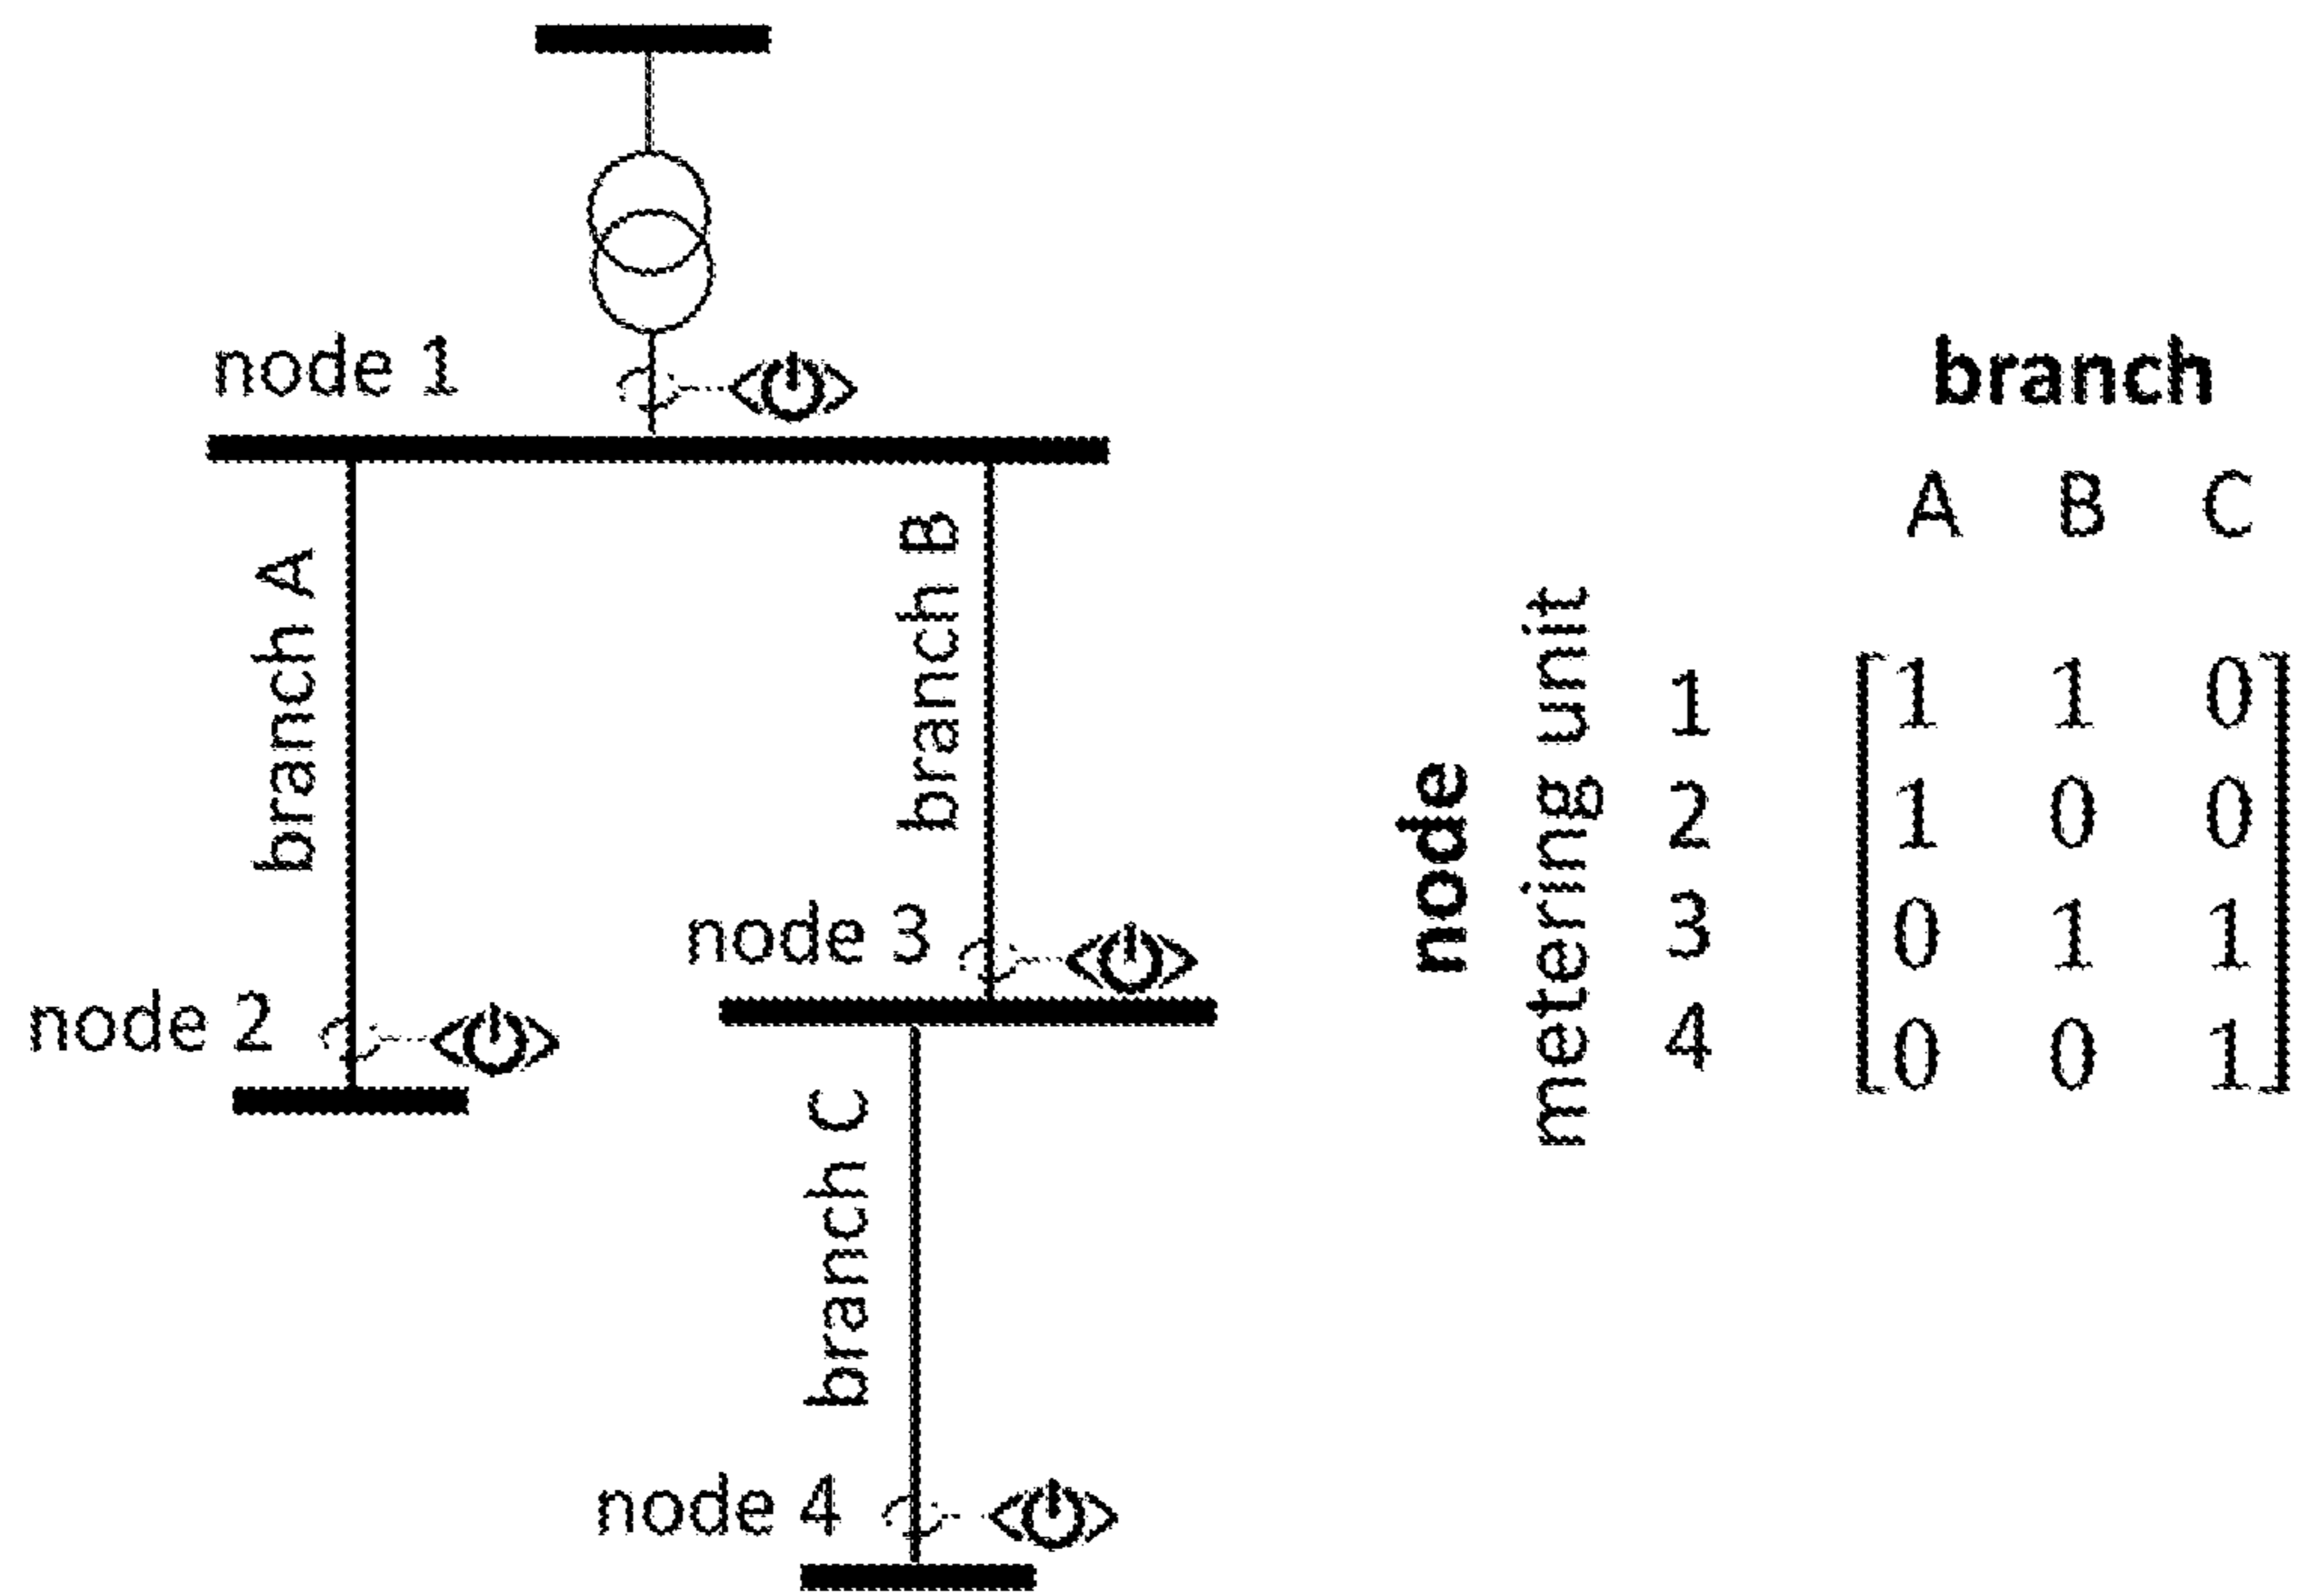 node 1
branch A
branch B
node 3
node 2
branch C
node 4
branch
A B C
node
metering unit
1 1 1 0
2 1 0 0
3 0 1 1
4 0 0 1